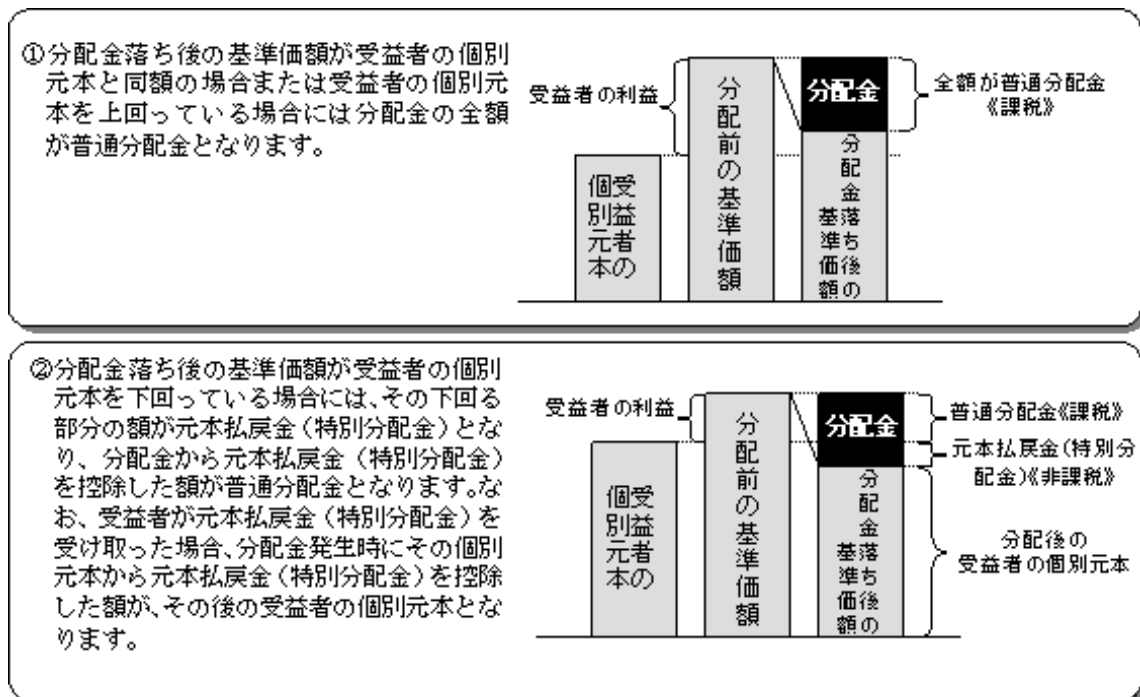 ①分配金落ち後の基準価額が受益者の個別
元本と同額の場合または受益者の個別元
本を上回っている場合には分配金の全額
が普通分配金となります。
受益者の利益
個別元本
受益者の
分配前の基準価額
分配金
分配金落ち後の
基準価額
全額が普通分配金
《課税》
②分配金落ち後の基準価額が受益者の個別
元本を下回っている場合には、その下回る
部分の額が元本払戻金(特別分配金)とな
り、分配金から元本払戻金(特別分配金)
を控除した額が普通分配金となります。な
お、受益者が元本払戻金(特別分配金)を
受け取った場合、分配金発生時にその個別
元本から元本払戻金(特別分配金)を控除
した額が、その後の受益者の個別元本とな
ります。
受益者の利益
受益者の
個別元本
分配前の基準価額
分配金
分配金落ち後の
基準価額
普通分配金《課税》
元本払戻金(特別分
配金)《非課税》
分配後の
受益者の個別元本